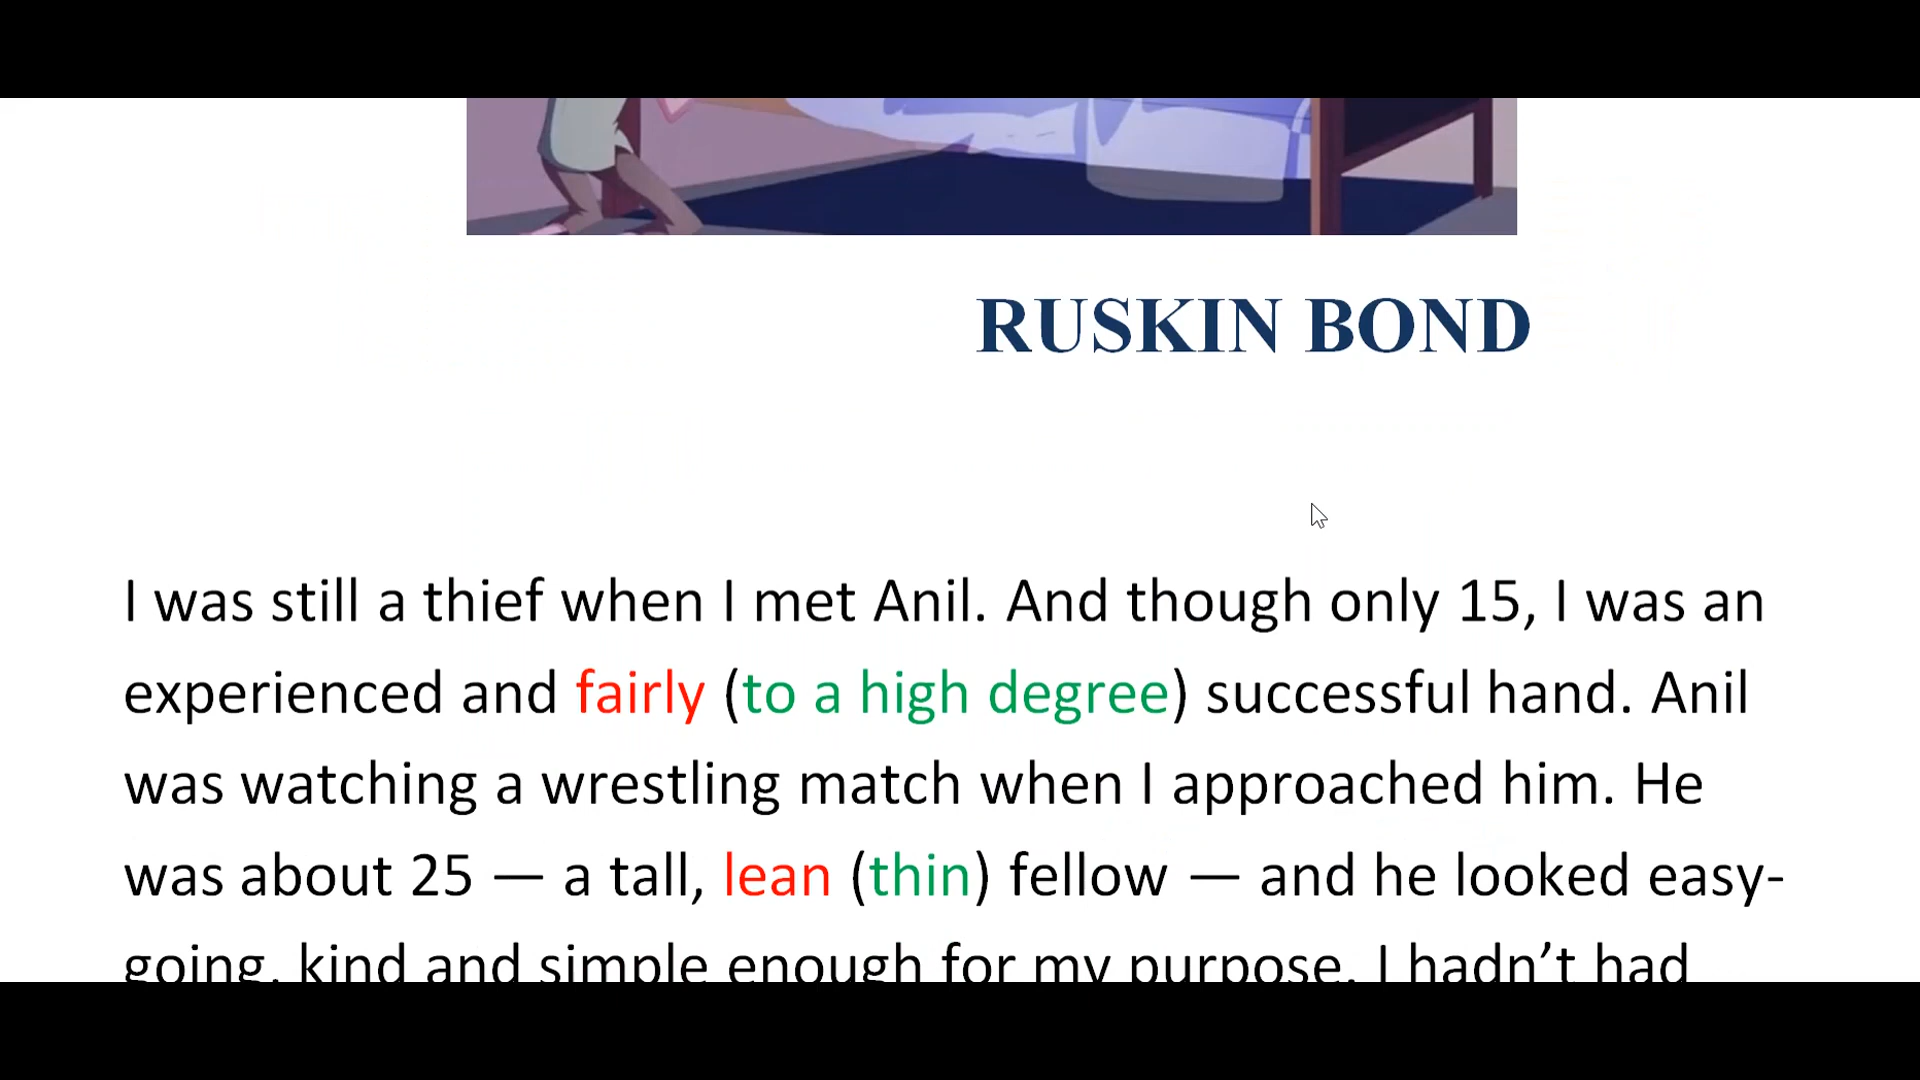 RUSKIN BOND
I was still a thief when I met Anil. And though only 15, I was an
experienced and fairly (to a high degree) successful hand. Anil
was watching a wrestling match when I approached him. He
was about 25 — a tall, lean (thin) fellow — and he looked easy-
going, kind and simple enough for my purpose. I hadn’t had